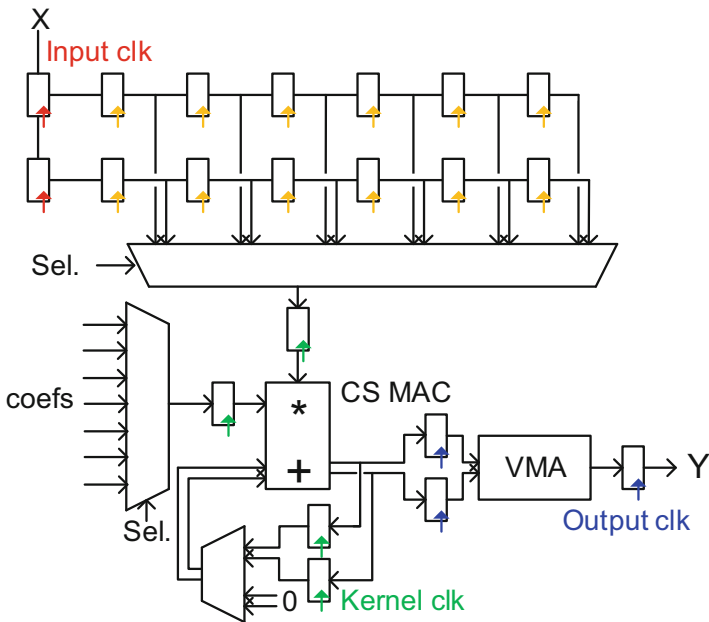 X
Input clk
Sel.
coefs
CS MAC
*
+
VMA
Y
Sel.
Output clk
0
Kernel clk